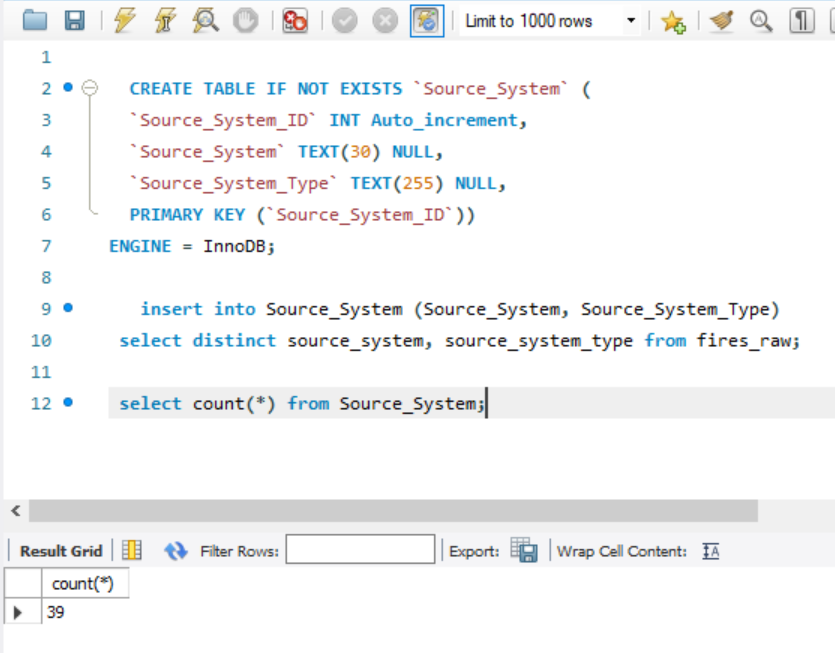 Limit to 1000 rows
1
2 CREATE TABLE IF NOT EXISTS `Source_System` (
3 `Source_System_ID` INT Auto_increment,
4 `Source_System` TEXT(30) NULL,
5 `Source_System_Type` TEXT(255) NULL,
6 PRIMARY KEY (`Source_System_ID`))
7 ENGINE = InnoDB;
8
9 insert into Source_System (Source_System, Source_System_Type)
10 select distinct source_system, source_system_type from fires_raw;
11
12 select count(*) from Source_System;
Result Grid Filter Rows: Export: Wrap Cell Content: IA
count(*)
39